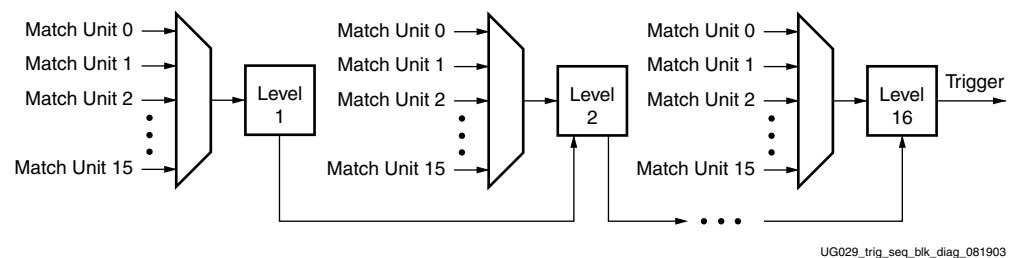 Match Unit 0
Match Unit 1
Match Unit 2
Match Unit 15
Level
1
Match Unit 0
Match Unit 1
Match Unit 2
Match Unit 15
Level
2
Match Unit 0
Match Unit 1
Match Unit 2
Match Unit 15
Level
16
Trigger
UG029_trig_seq_blk_diag_081903